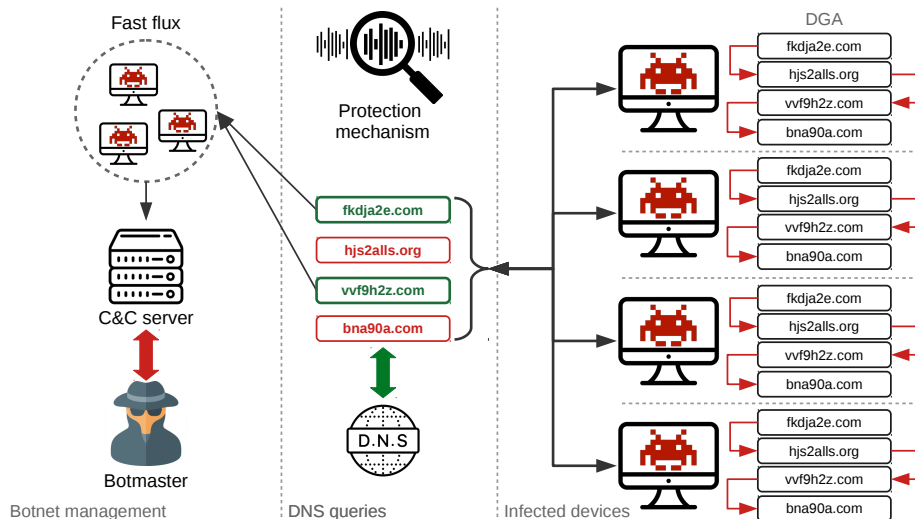 Fast flux
C&C server
Botmaster
Botnet management
Protection
mechanism
fkdja2e.com
hjs2alls.org
vvf9h2z.com
bna90a.com
D.N.S
DNS queries
DGA
fkdja2e.com
hjs2alls.org
vvf9h2z.com
bna90a.com
fkdja2e.com
hjs2alls.org
vvf9h2z.com
bna90a.com
fkdja2e.com
hjs2alls.org
vvf9h2z.com
bna90a.com
fkdja2e.com
hjs2alls.org
vvf9h2z.com
bna90a.com
Infected devices